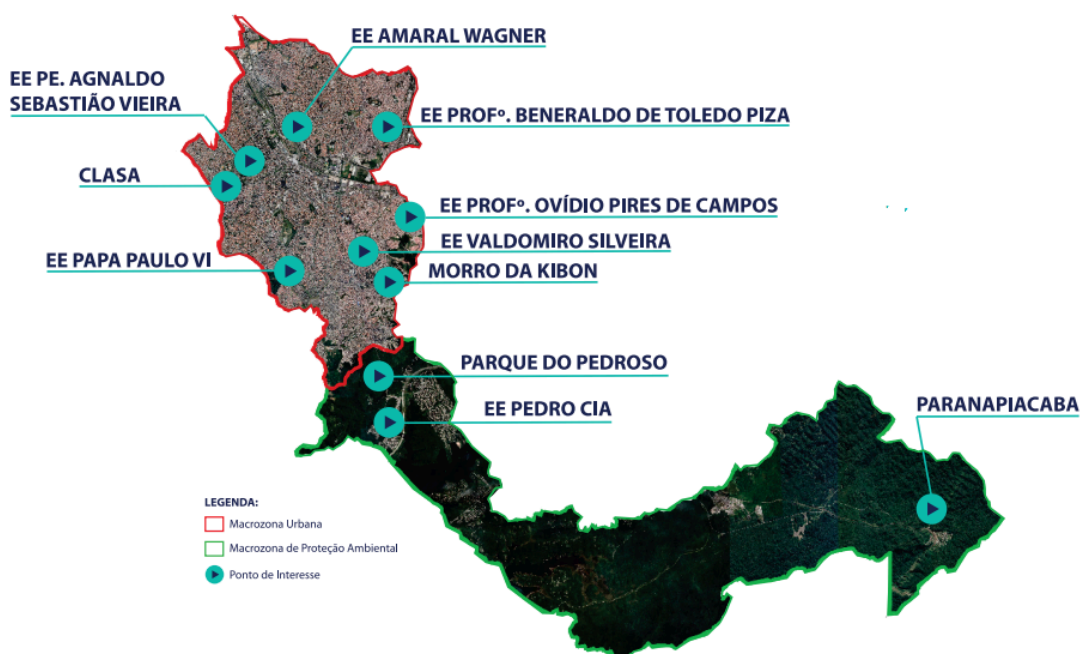 EE AMARAL WAGNER
EE PE. AGNALDO
SEBASTIÃO VIEIRA
EE PROFº. BENERALDO DE TOLEDO PIZA
CLASA
EE PROFº. OVÍDIO PIRES DE CAMPOS
EE VALDOMIRO SILVEIRA
EE PAPA PAULO VI
MORRO DA KIBON
PARQUE DO PEDROSO
EE PEDRO CIA
PARANAPIACABA
LEGENDA:
Macrozona Urbana
Macrozona de Proteção Ambiental
Ponto de Interesse